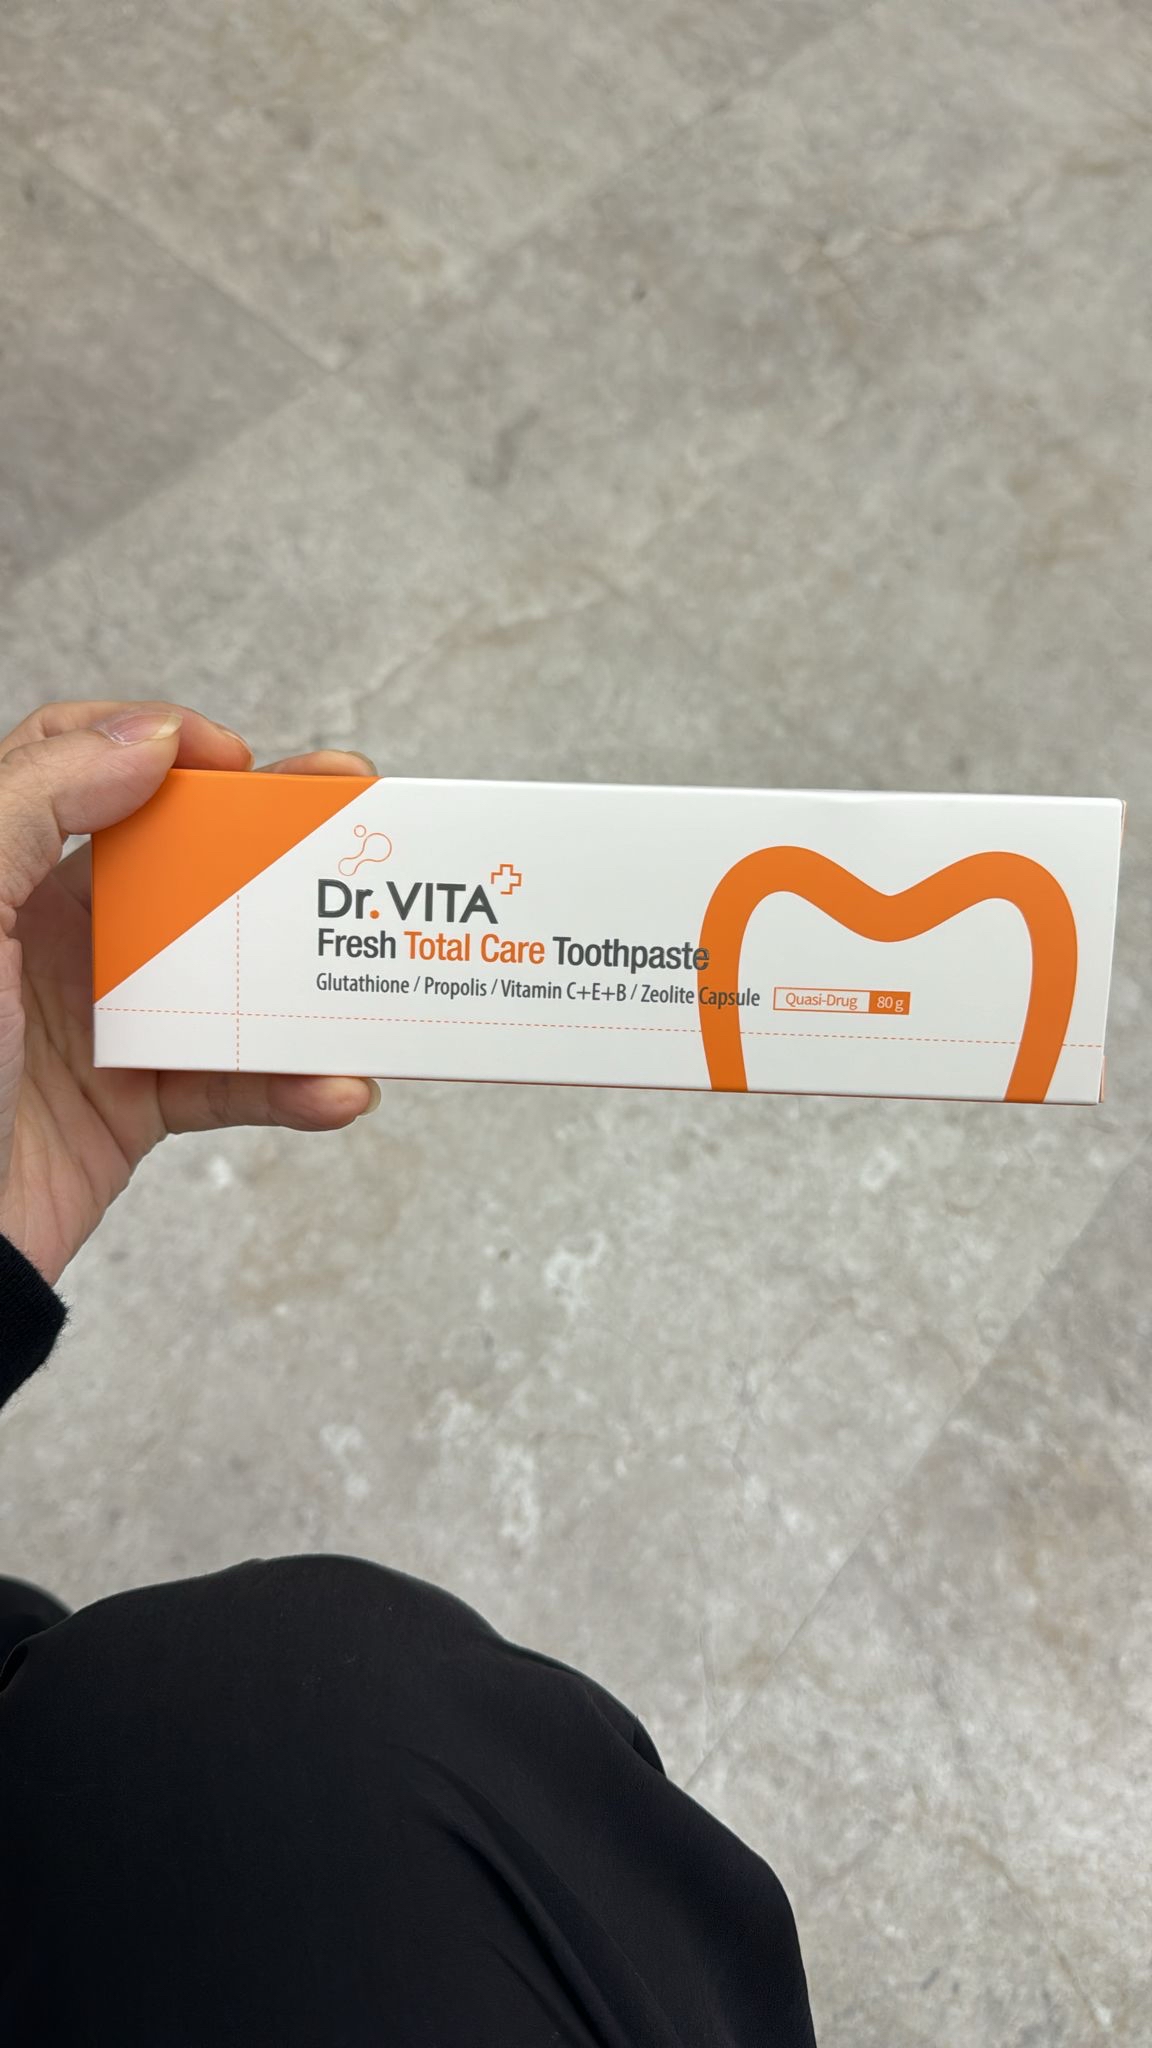 Dr. VITA
Fresh Total Care Toothpaste
Glutathione / Propolis / Vitamin C+E+B / Zeolite Capsule Quasi-Drug 80 g